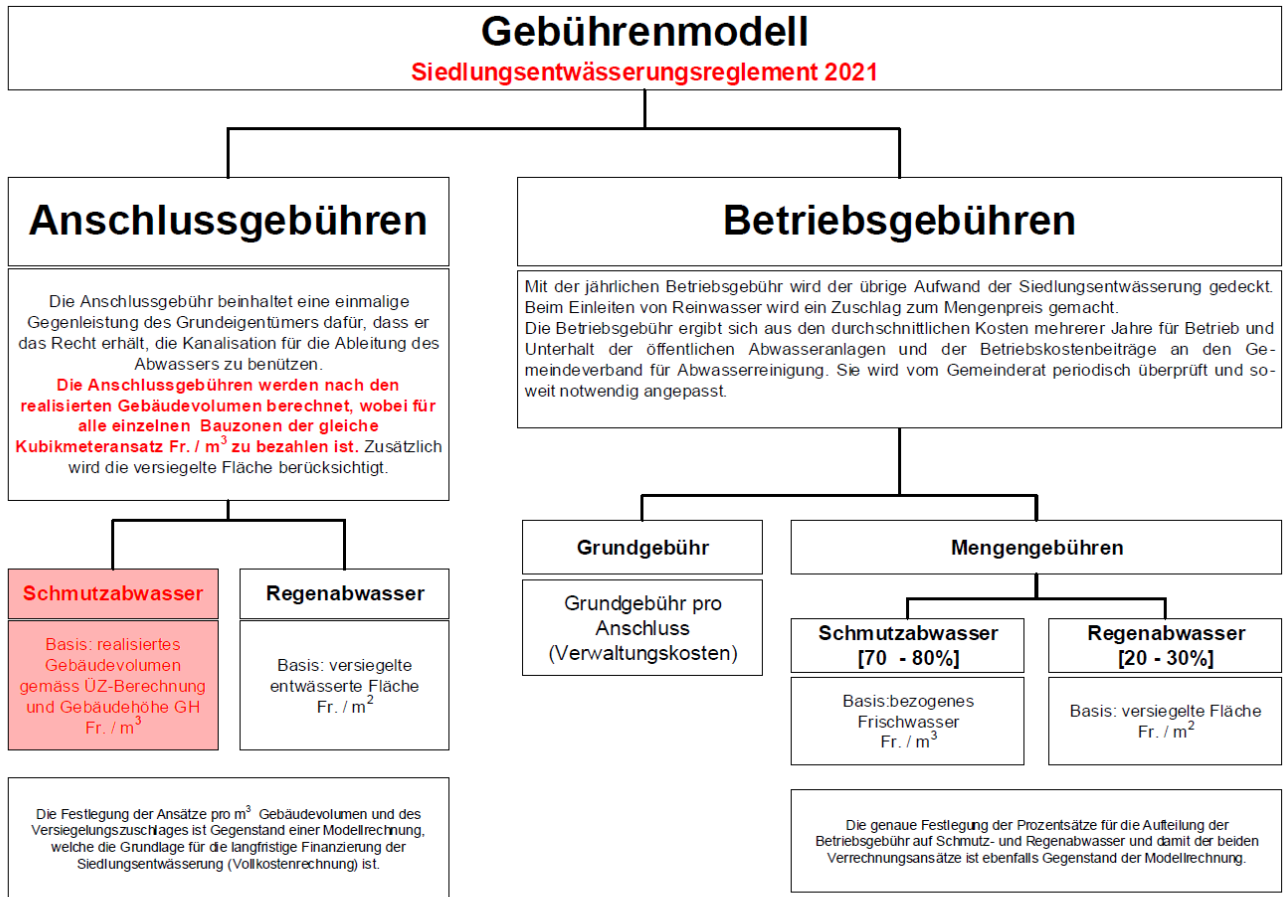 Gebührenmodell
Siedlungsentwässerungsreglement 2021
Anschlussgebühren
Die Anschlussgebühr beinhaltet eine einmalige
Gegenleistung des Grundeigentümers dafür, dass er
das Recht erhält, die Kanalisation für die Ableitung des
Abwassers zu benützen.
Die Anschlussgebühren werden nach den
realisierten Gebäudevolumen berechnet, wobei für
alle einzelnen Bauzonen der gleiche
Kubikmeteransatz Fr. / m³ zu bezahlen ist. Zusätzlich
wird die versiegelte Fläche berücksichtigt.
Schmutzabwasser
Basis: realisiertes
Gebäudevolumen
gemäss ÜZ-Berechnung
und Gebäudehöhe GH
Fr. / m³
Regenabwasser
Basis: versiegelte
entwässerte Fläche
Fr. / m²
Die Festlegung der Ansätze pro m³ Gebäudevolumen und des
Versiegelungszuschlages ist Gegenstand einer Modellrechnung,
welche die Grundlage für die langfristige Finanzierung der
Siedlungsentwässerung (Vollkostenrechnung) ist.
Betriebsgebühren
Mit der jährlichen Betriebsgebühr wird der übrige Aufwand der Siedlungsentwässerung gedeckt.
Beim Einleiten von Reinwasser wird ein Zuschlag zum Mengenpreis gemacht.
Die Betriebsgebühr ergibt sich aus den durchschnittlichen Kosten mehrerer Jahre für Betrieb und
Unterhalt der öffentlichen Abwasseranlagen und der Betriebskostenbeiträge an den Ge-
meindeverband für Abwasserreinigung. Sie wird vom Gemeinderat periodisch überprüft und so-
weit notwendig angepasst.
Grundgebühr
Grundgebühr pro
Anschluss
(Verwaltungskosten)
Mengengebühren
Schmutzabwasser
[70 - 80%]
Basis:bezogenes
Frischwasser
Fr. / m³
Regenabwasser
[20 - 30%]
Basis: versiegelte Fläche
Fr. / m²
Die genaue Festlegung der Prozentsätze für die Aufteilung der
Betriebsgebühr auf Schmutz- und Regenabwasser und damit der beiden
Verrechnungsansätze ist ebenfalls Gegenstand der Modellrechnung.